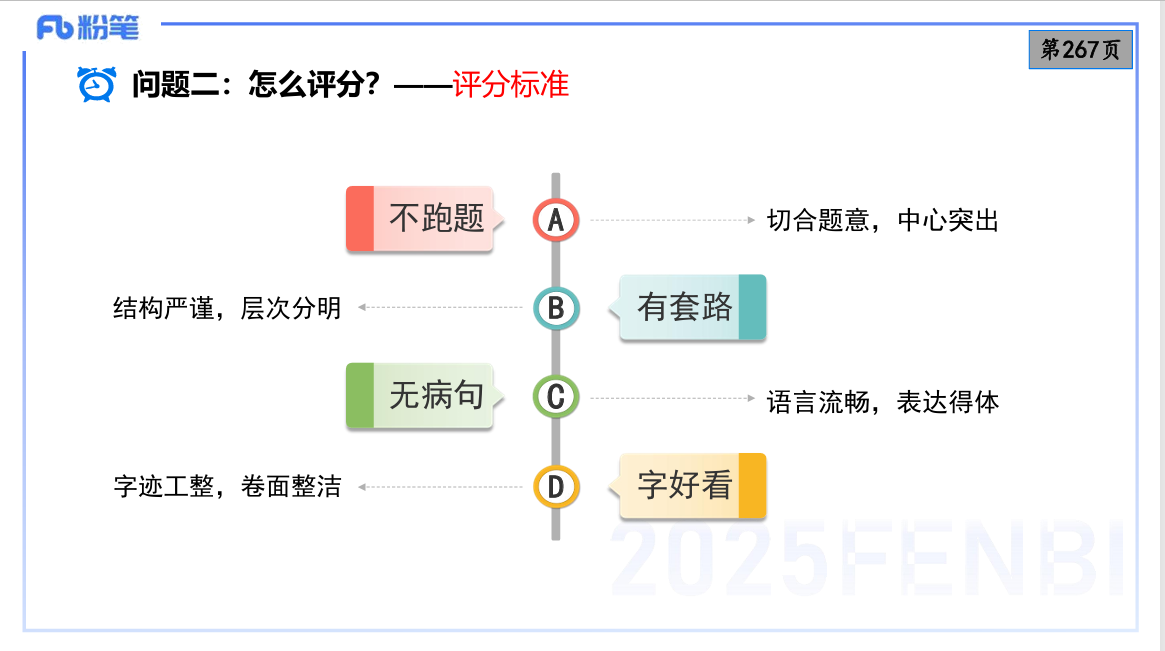 粉笔
第267页
问题二：怎么评分？——评分标准
不跑题
A
切合题意，中心突出
结构严谨，层次分明
B
有套路
无病句
C
语言流畅，表达得体
字迹工整，卷面整洁
D
字好看
2025FENBI